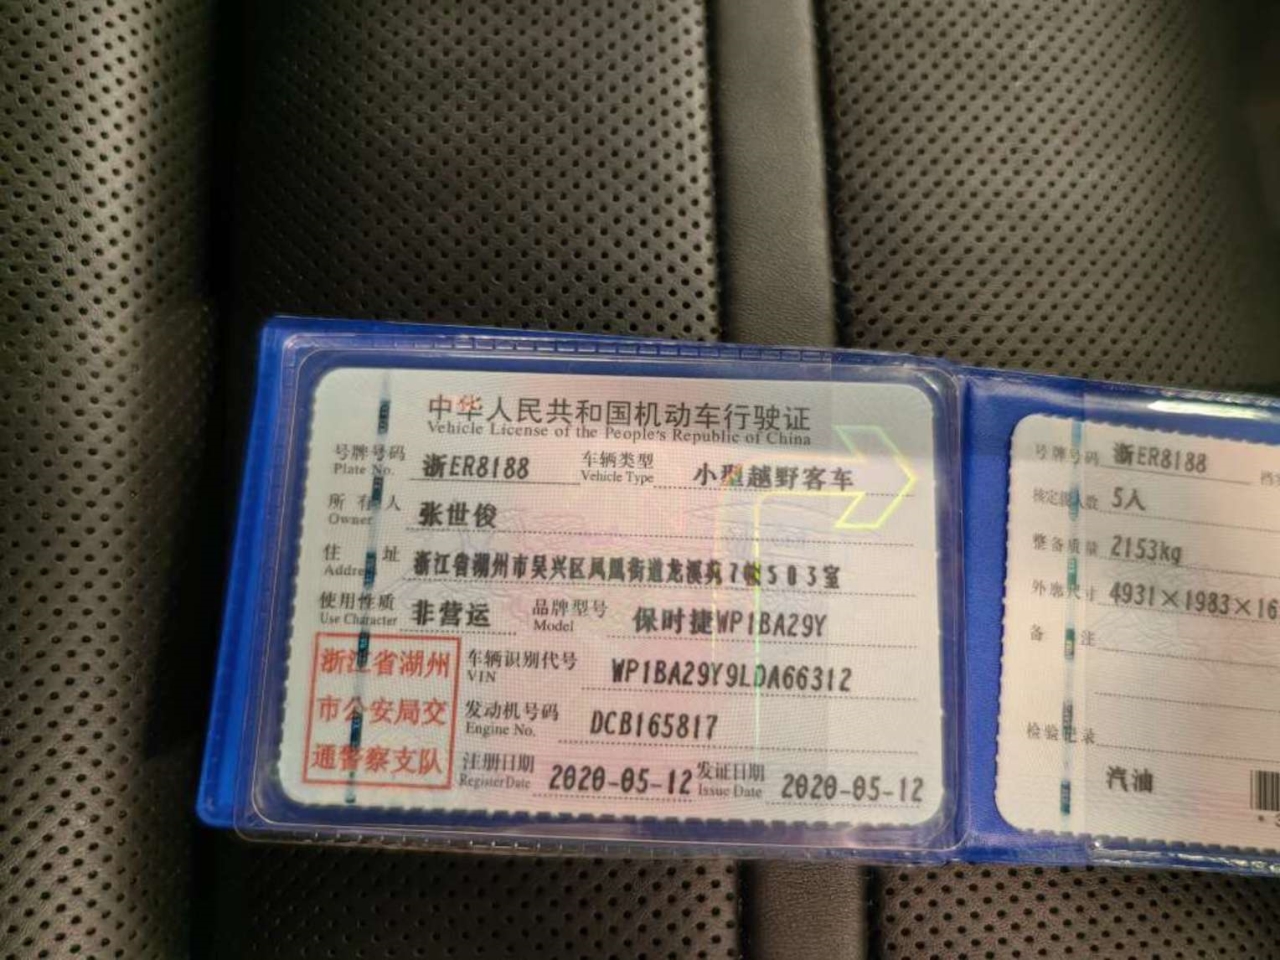 中华人民共和国机动车行驶证
Vehicle License of the People's Republic of China
号牌号码 浙ER8188 车辆类型 小型越野客车
Plate No. Vehicle Type
所有人 张世俊
Owner
住址 浙江省湖州市吴兴区凤凰街道龙溪苑7幢503室
Address
使用性质 非营运 品牌型号 保时捷WP1BA29Y
Use Character Model
浙江省湖州
市公安局交
通警察支队
车辆识别代号 WP1BA29Y9LDA66312
VIN
发动机号码 DCB165817
Engine No.
注册日期 2020-05-12 发证日期 2020-05-12
Register Date Issue Date
号牌号码 浙ER8188
核定载人数 5人
整备质量 2153kg
外廓尺寸 4931×1983×16
备注
检验记录
汽油